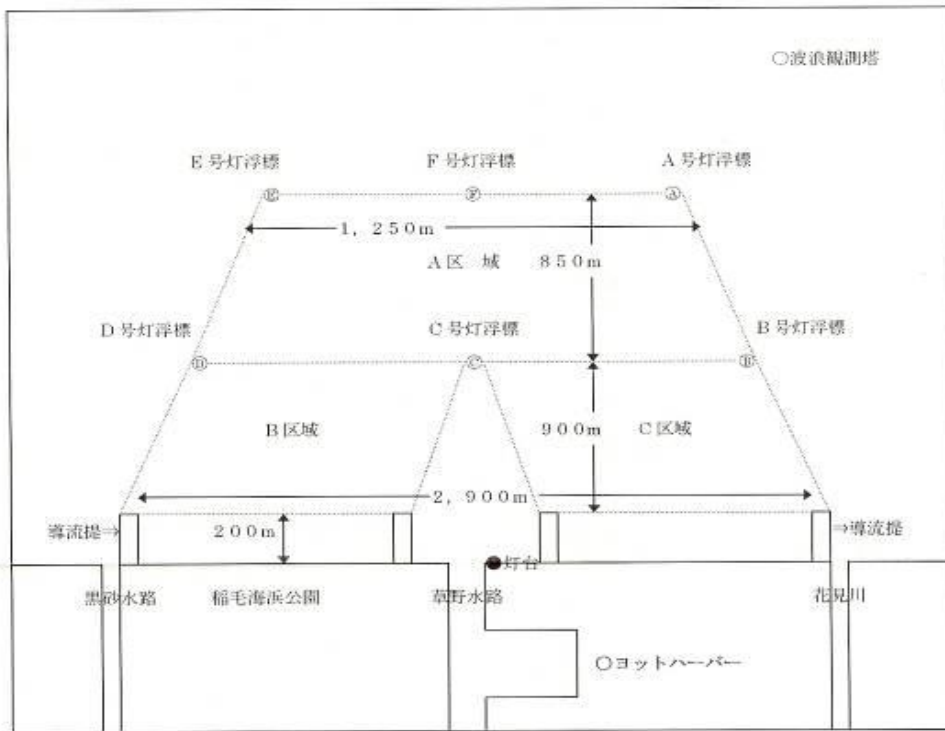 ○波浪観測塔
E号灯浮標
F号灯浮標
A号灯浮標
Ⓔ
Ⓕ
Ⓐ
1,250m
A区 域
850m
D号灯浮標
C号灯浮標
B号灯浮標
Ⓓ
Ⓒ
Ⓑ
B区域
900m
C区域
2,900m
導流提⇒
200m
⇒導流提
●灯台
黒砂水路
稲毛海浜公園
草野水路
花見川
○ヨットハーバー